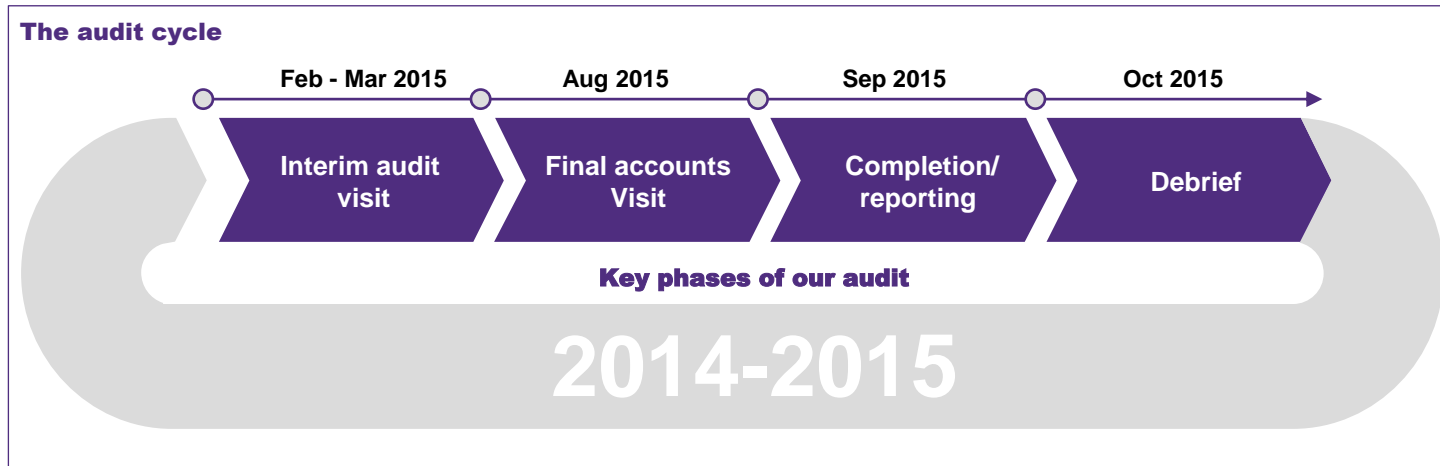 The audit cycle
Feb - Mar 2015
Aug 2015
Sep 2015
Oct 2015
Interim audit
visit
Final accounts
Visit
Completion/
reporting
Debrief
Key phases of our audit
2014-2015